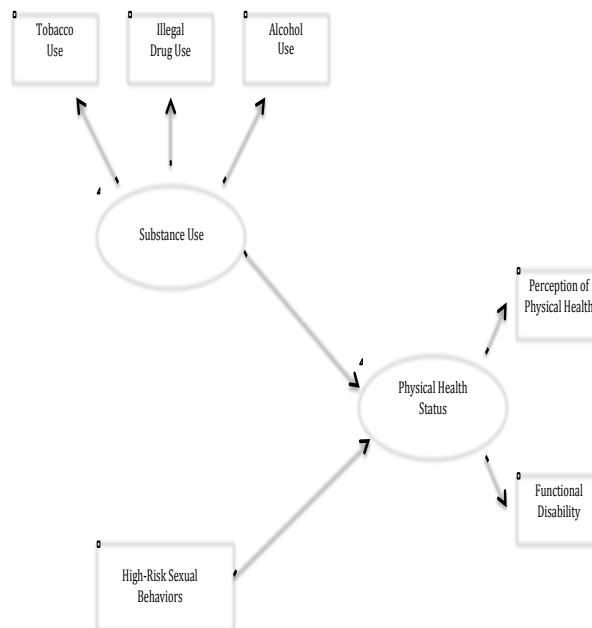 Tobacco
Use
Illegal
Drug Use
Alcohol
Use
Substance Use
Perception of
Physical Health
Physical Health
Status
Functional
Disability
High-Risk Sexual
Behaviors